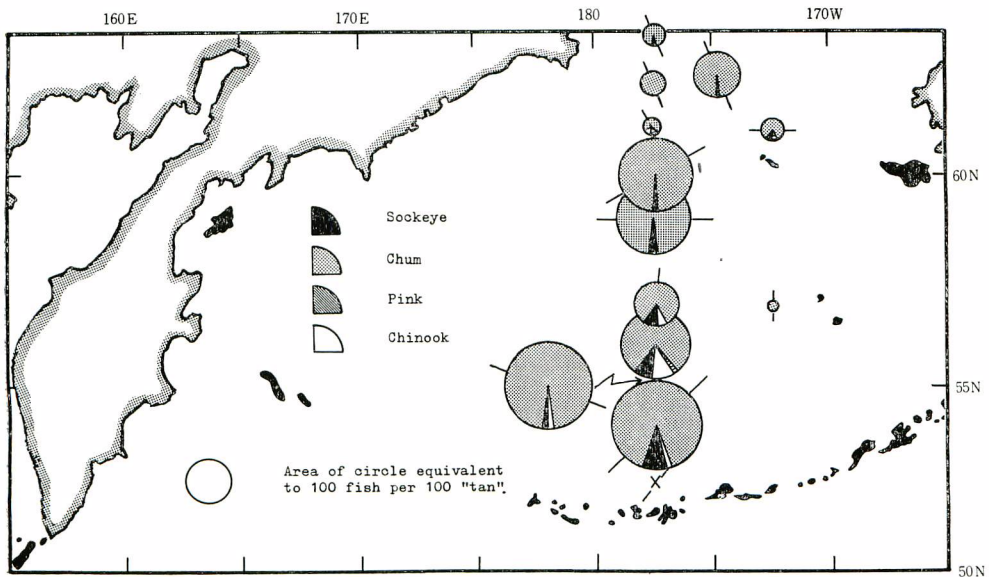 160E 170E 180 170W
60N
Sockeye
Chum
Pink
Chinook
55N
Area of circle equivalent
to 100 fish per 100 "tan".
X
50N